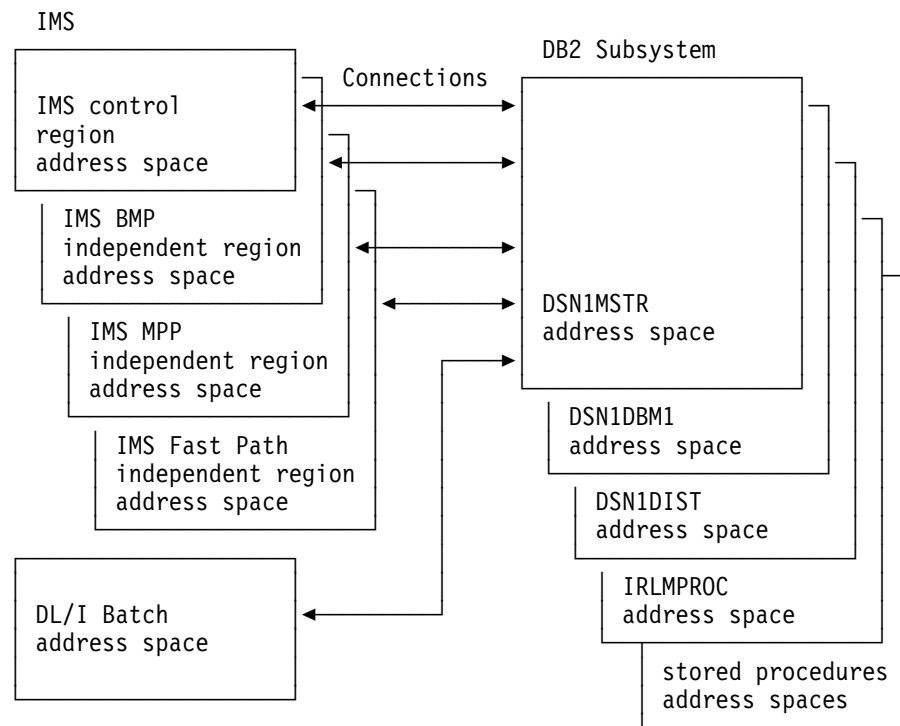 IMS
IMS control
region
address space
IMS BMP
independent region
address space
IMS MPP
independent region
address space
IMS Fast Path
independent region
address space
DL/I Batch
address space
Connections
DB2 Subsystem
DSN1MSTR
address space
DSN1DBM1
address space
DSN1DIST
address space
IRLMPROC
address space
stored procedures
address spaces